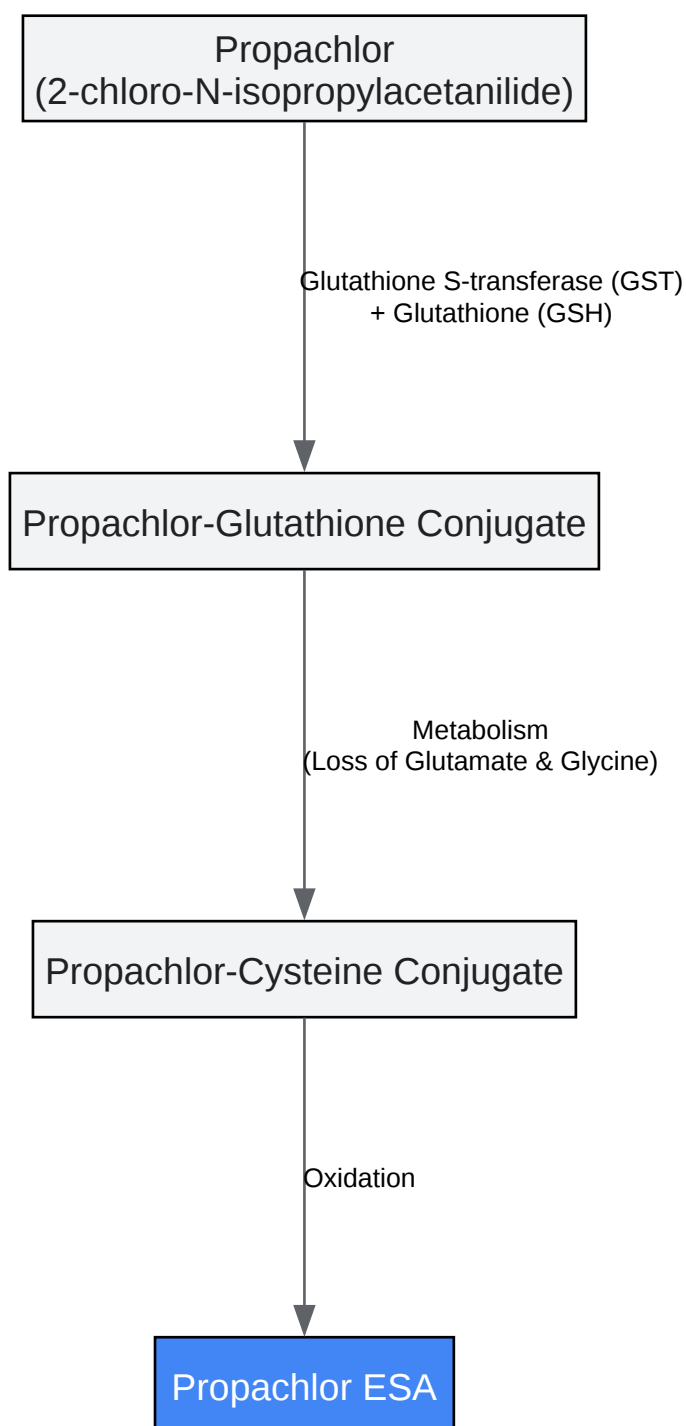 Propachlor
(2-chloro-N-isopropylacetanilide)
Glutathione S-transferase (GST)
+ Glutathione (GSH)
Propachlor-Glutathione Conjugate
Metabolism
(Loss of Glutamate & Glycine)
Propachlor-Cysteine Conjugate
Oxidation
Propachlor ESA